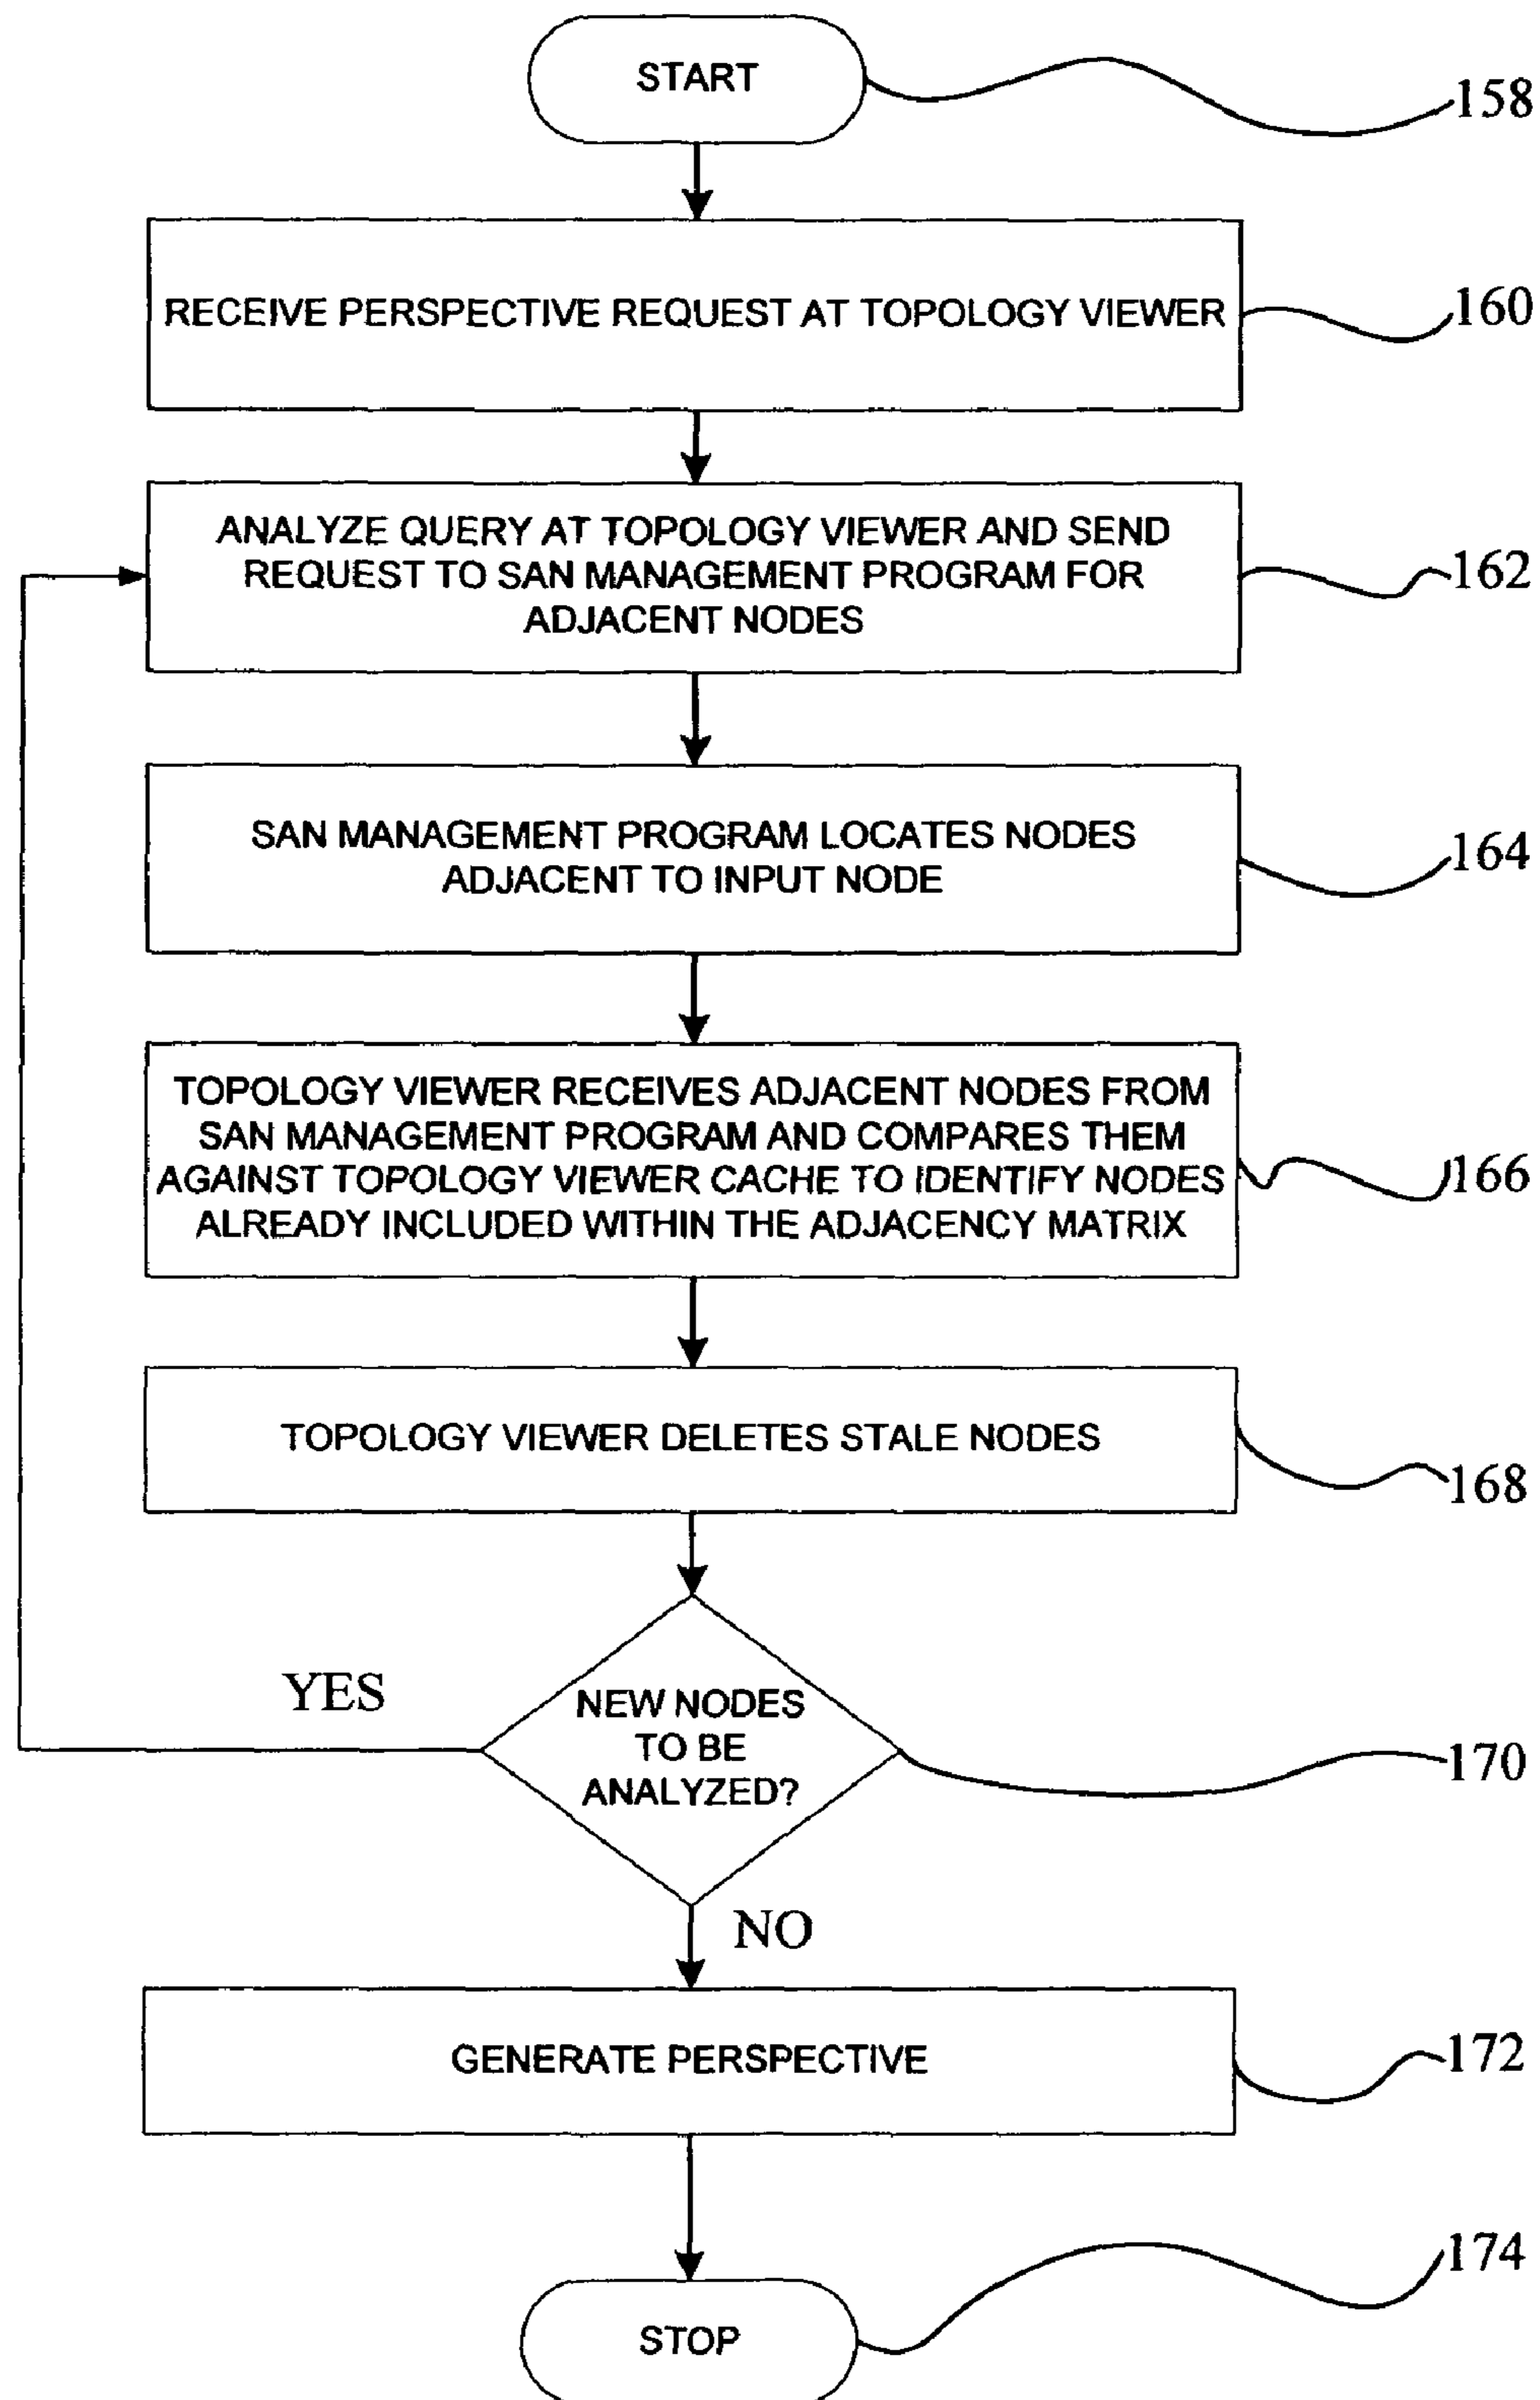 START
158
RECEIVE PERSPECTIVE REQUEST AT TOPOLOGY VIEWER
160
ANALYZE QUERY AT TOPOLOGY VIEWER AND SEND
REQUEST TO SAN MANAGEMENT PROGRAM FOR
ADJACENT NODES
162
SAN MANAGEMENT PROGRAM LOCATES NODES
ADJACENT TO INPUT NODE
164
TOPOLOGY VIEWER RECEIVES ADJACENT NODES FROM
SAN MANAGEMENT PROGRAM AND COMPARES THEM
AGAINST TOPOLOGY VIEWER CACHE TO IDENTIFY NODES
ALREADY INCLUDED WITHIN THE ADJACENCY MATRIX
166
TOPOLOGY VIEWER DELETES STALE NODES
168
YES
NEW NODES
TO BE
ANALYZED?
170
NO
GENERATE PERSPECTIVE
172
174
STOP